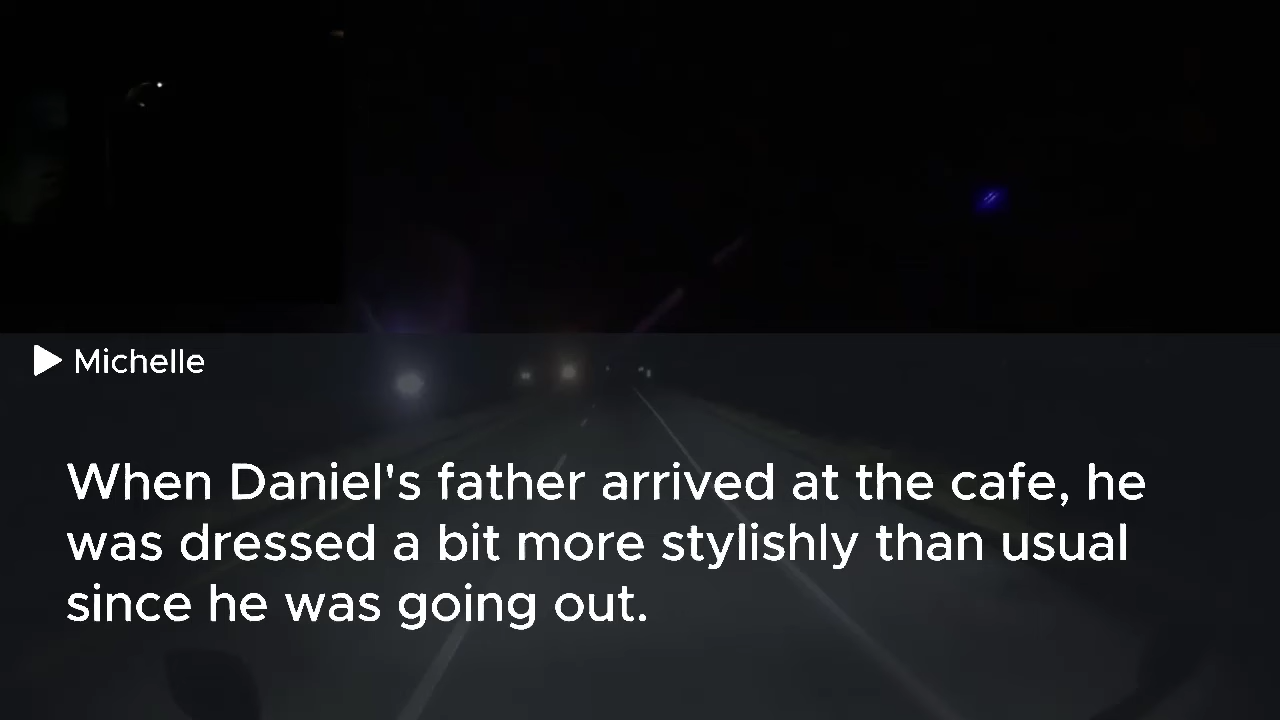 Michelle
When Daniel's father arrived at the cafe, he
was dressed a bit more stylishly than usual
since he was going out.